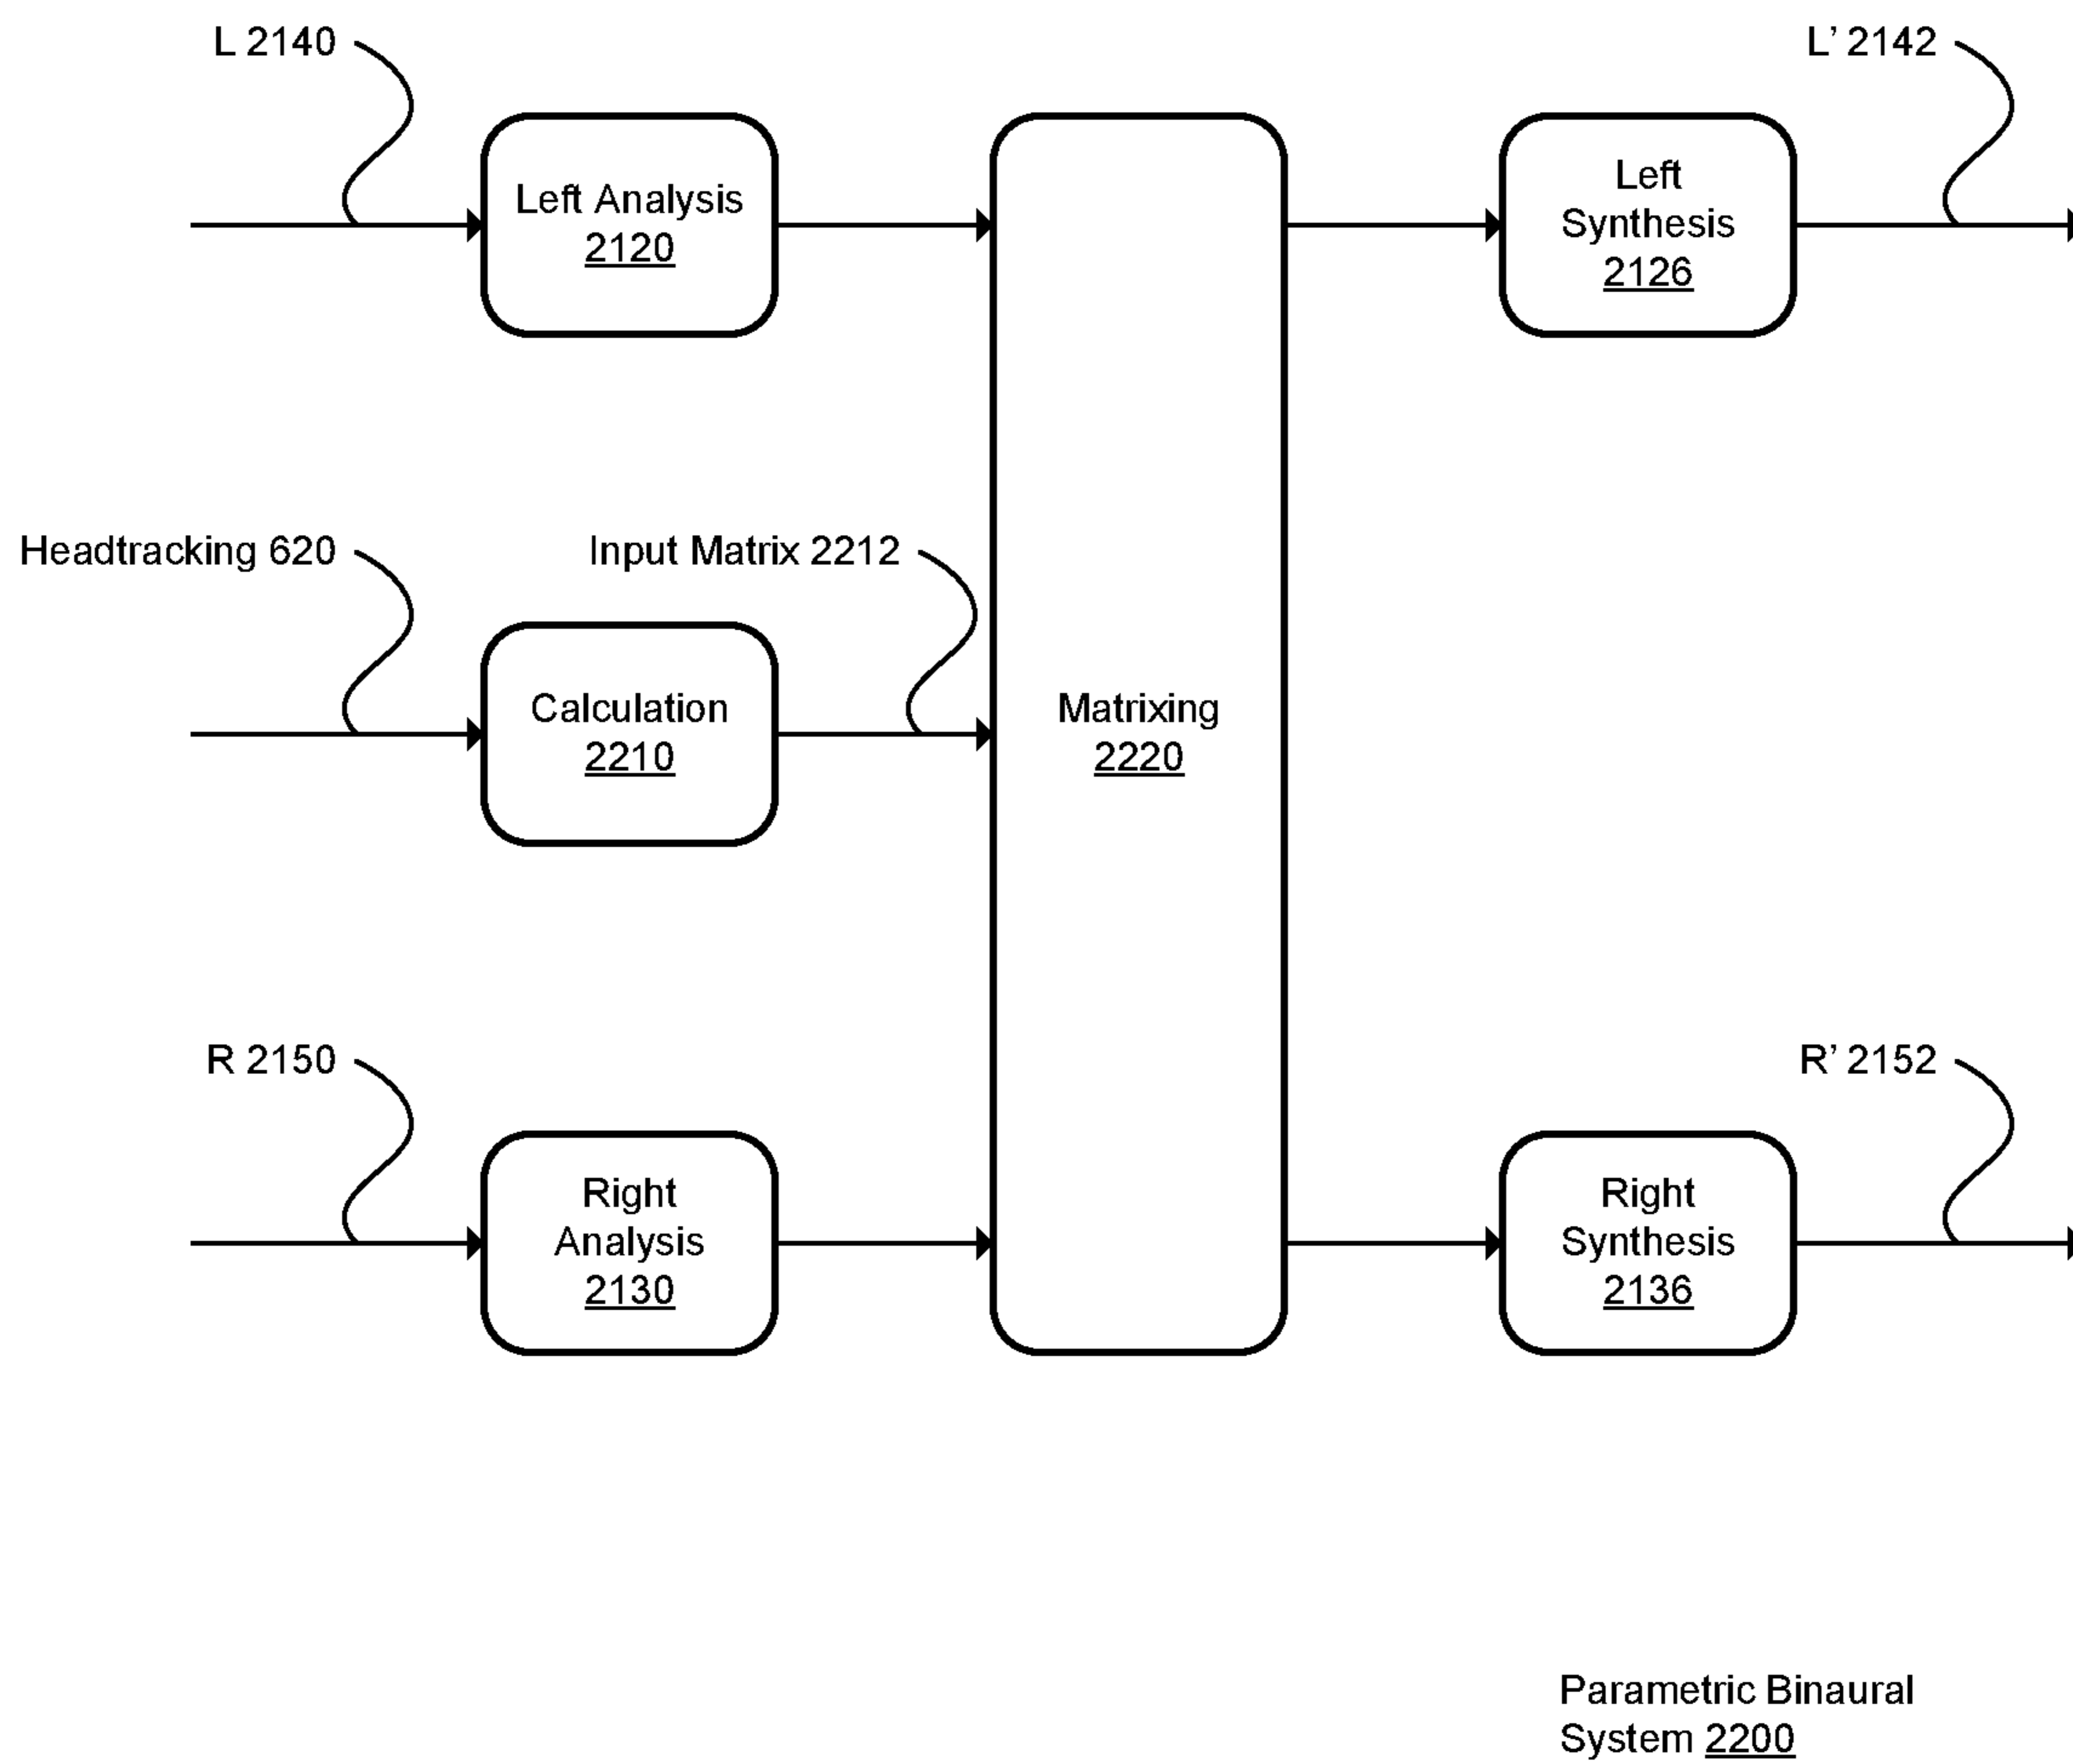 L 2140
L’ 2142
Left Analysis
2120
Left
Synthesis
2126
Headtracking 620
Input Matrix 2212
Calculation
2210
Matrixing
2220
R 2150
R’ 2152
Right
Analysis
2130
Right
Synthesis
2136
Parametric Binaural
System 2200